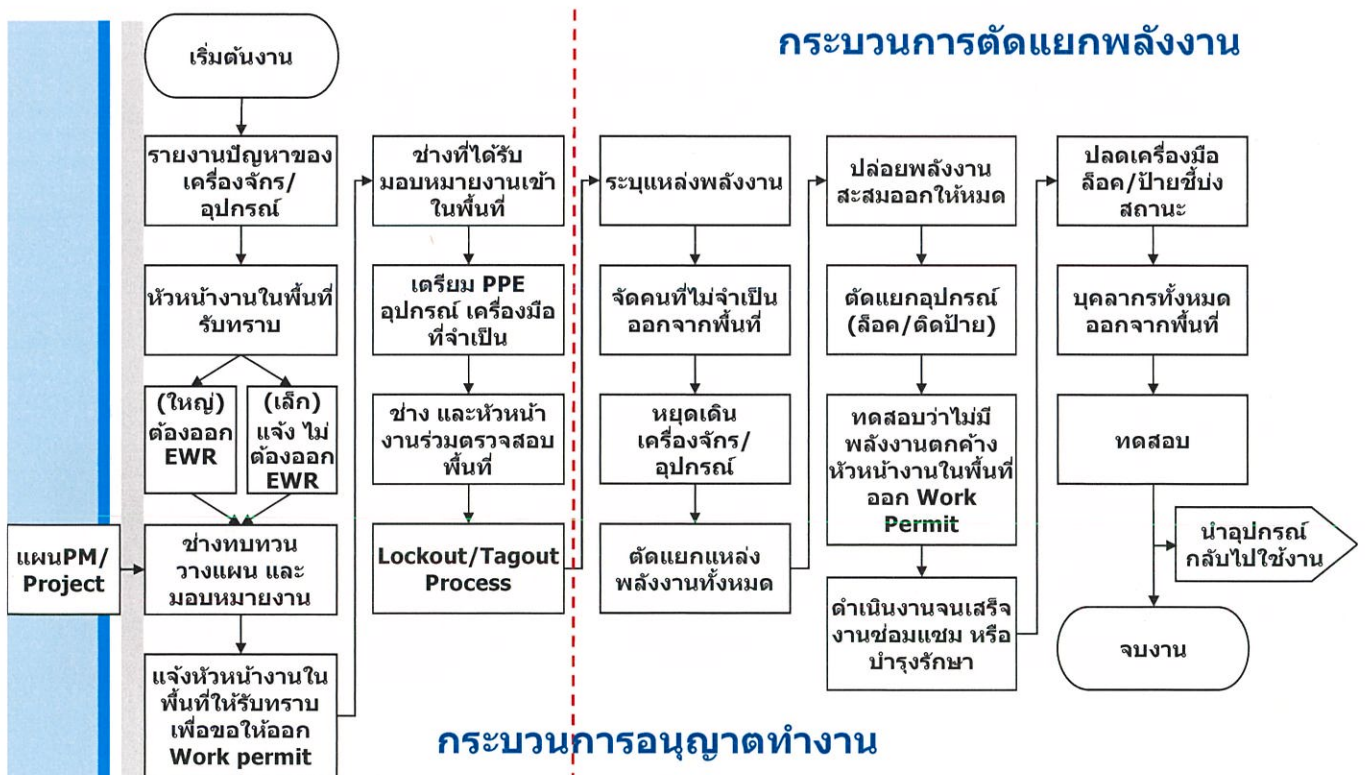 กระบวนการตัดแยกพลังงาน
เริ่มต้นงาน
รายงานปัญหาของ
เครื่องจักร/
อุปกรณ์
หัวหน้างานในพื้นที่
รับทราบ
(ใหญ่)
ต้องออก
EWR
(เล็ก)
แจ้ง ไม่
ต้องออก
EWR
แผนPM/
Project
ช่างทบทวน
วางแผน และ
มอบหมายงาน
แจ้งหัวหน้างานใน
พื้นที่ให้รับทราบ
เพื่อขอให้ออก
Work permit
ช่างที่ได้รับ
มอบหมายงานเข้า
ในพื้นที่
เตรียม PPE
อุปกรณ์ เครื่องมือ
ที่จำเป็น
ช่าง และหัวหน้า
งานร่วมตรวจสอบ
พื้นที่
Lockout/Tagout
Process
ระบุแหล่งพลังงาน
จัดคนที่ไม่จำเป็น
ออกจากพื้นที่
หยุดเดิน
เครื่องจักร/
อุปกรณ์
ตัดแยกแหล่ง
พลังงานทั้งหมด
ปล่อยพลังงาน
สะสมออกให้หมด
ตัดแยกอุปกรณ์
(ล็อค/ติดป้าย)
ทดสอบว่าไม่มี
พลังงานตกค้าง
หัวหน้างานในพื้นที่
ออก Work
Permit
ดำเนินงานจนเสร็จ
งานซ่อมแซม หรือ
บำรุงรักษา
ปลดเครื่องมือ
ล็อค/ป้ายชี้บ่ง
สถานะ
บุคลากรทั้งหมด
ออกจากพื้นที่
ทดสอบ
นำอุปกรณ์
กลับไปใช้งาน
จบงาน
กระบวนการอนุญาตทำงาน